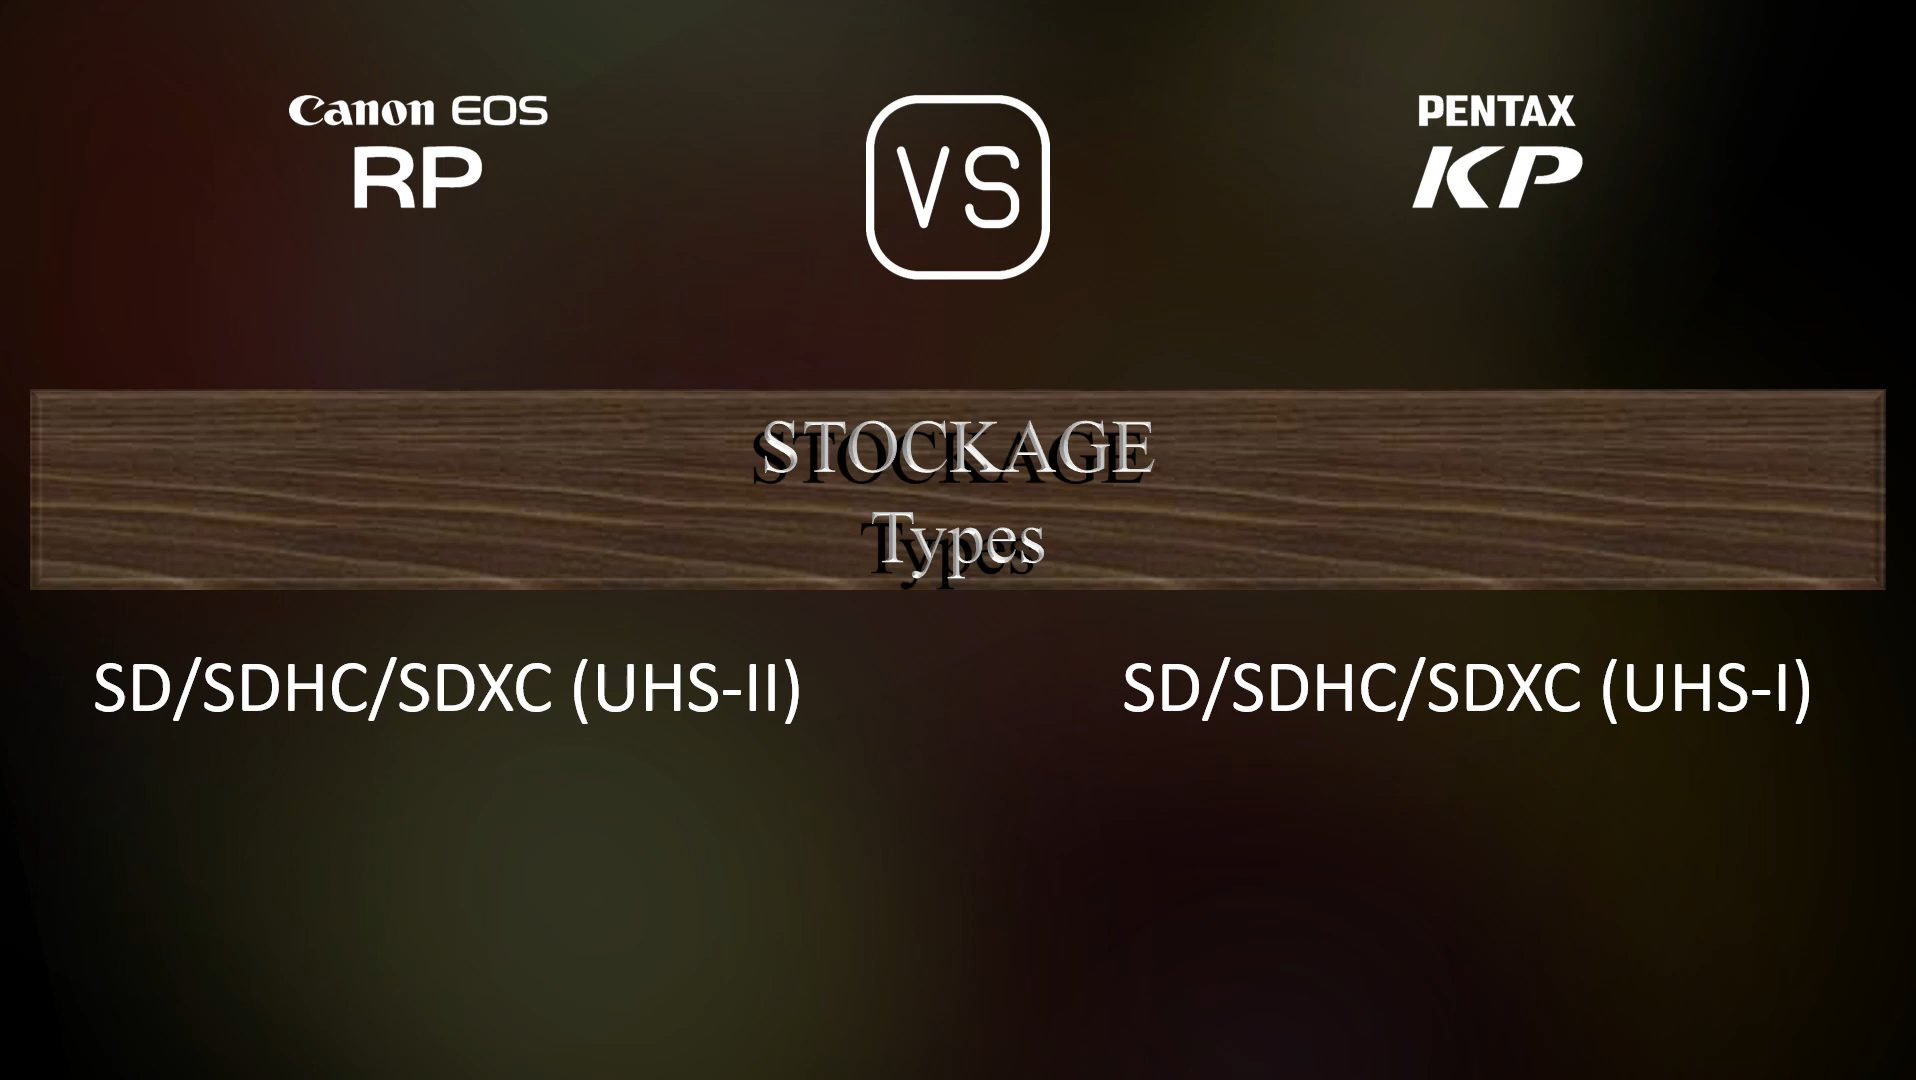 Canon EOS
RP
VS
PENTAX
KP
STOCKAGE
Types
SD/SDHC/SDXC (UHS-II)
SD/SDHC/SDXC (UHS-I)